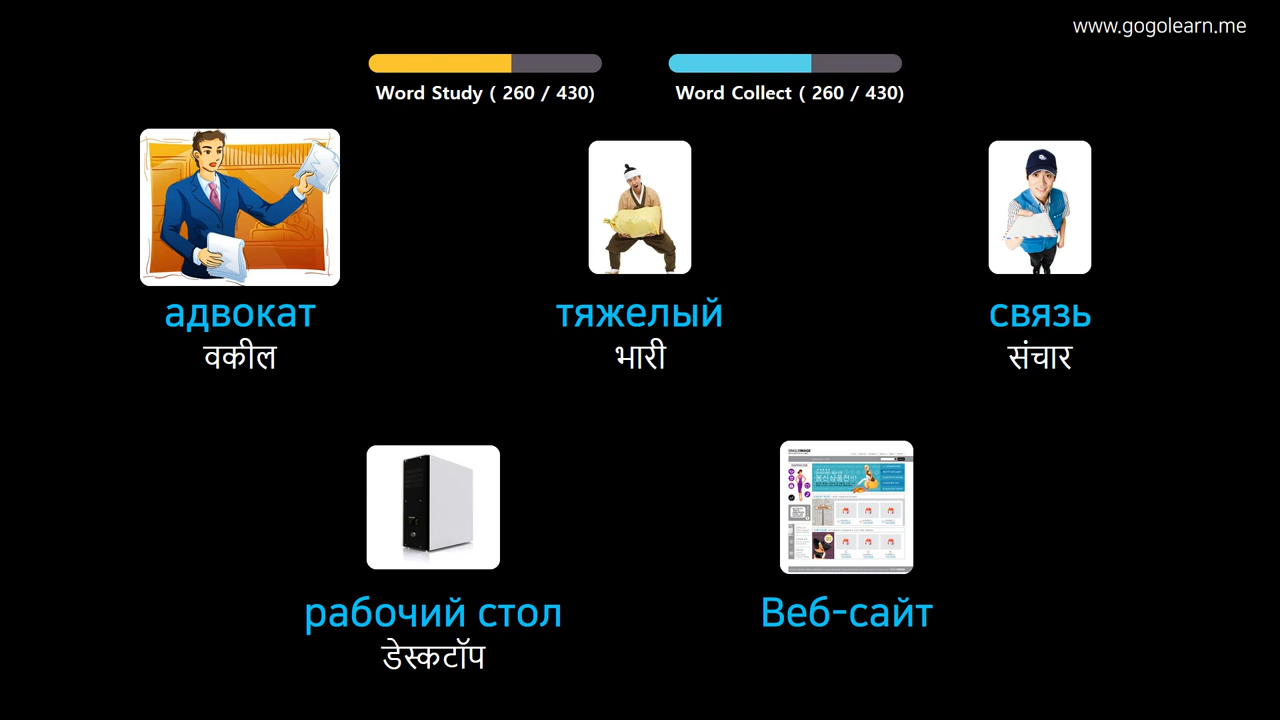 www.gogolearn.me
Word Study ( 260 / 430)
Word Collect ( 260 / 430)
адвокат
वकील
тяжелый
भारी
связь
संचार
рабочий стол
डेस्कटॉप
Веб-сайт